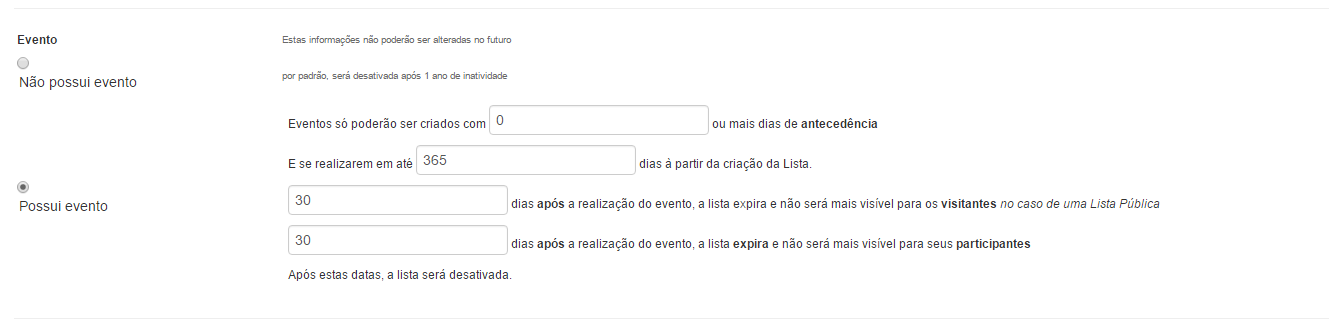 Evento
Estas informações não poderão ser alteradas no futuro
Não possui evento
por padrão, será desativada após 1 ano de inatividade
Eventos só poderão ser criados com 0 ou mais dias de antecedência
E se realizarem em até 365 dias à partir da criação da Lista.
Possui evento
30 dias após a realização do evento, a lista expira e não será mais visível para os visitantes no caso de uma Lista Pública
30 dias após a realização do evento, a lista expira e não será mais visível para seus participantes
Após estas datas, a lista será desativada.